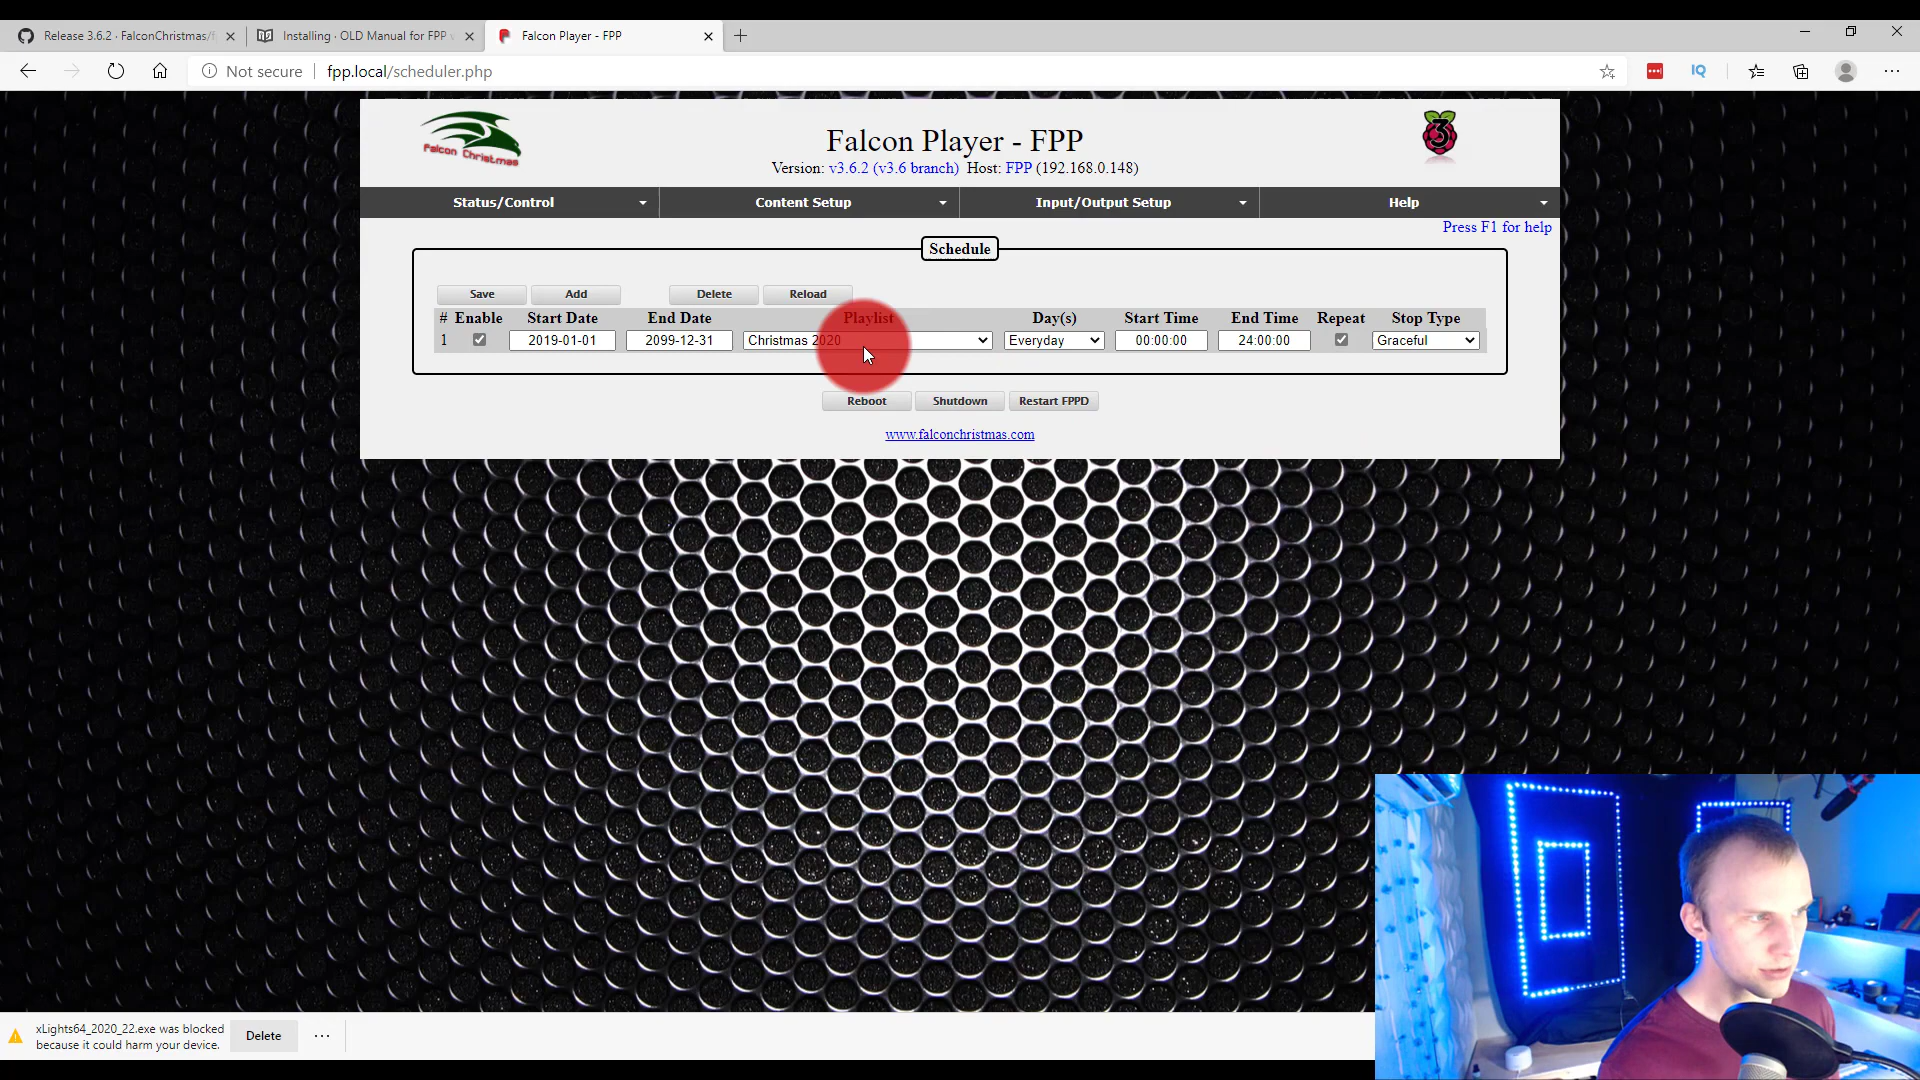 Release 3.6.2 · FalconChristmas/f
Installing · OLD Manual for FPP v
Falcon Player - FPP
Not secure
fpp.local/scheduler.php
IQ
Falcon Christmas
Falcon Player - FPP
3
Version: v3.6.2 (v3.6 branch) Host: FPP (192.168.0.148)
Status/Control
Content Setup
Input/Output Setup
Help
Press F1 for help
Schedule
Save
Add
Delete
Reload
# Enable Start Date End Date Playlist Day(s) Start Time End Time Repeat Stop Type
1 2019-01-01 2099-12-31 Christmas 2020 Everyday 00:00:00 24:00:00 Graceful
Reboot
Shutdown
Restart FPPD
www.falconchristmas.com
xLights64_2020_22.exe was blocked
because it could harm your device.
Delete